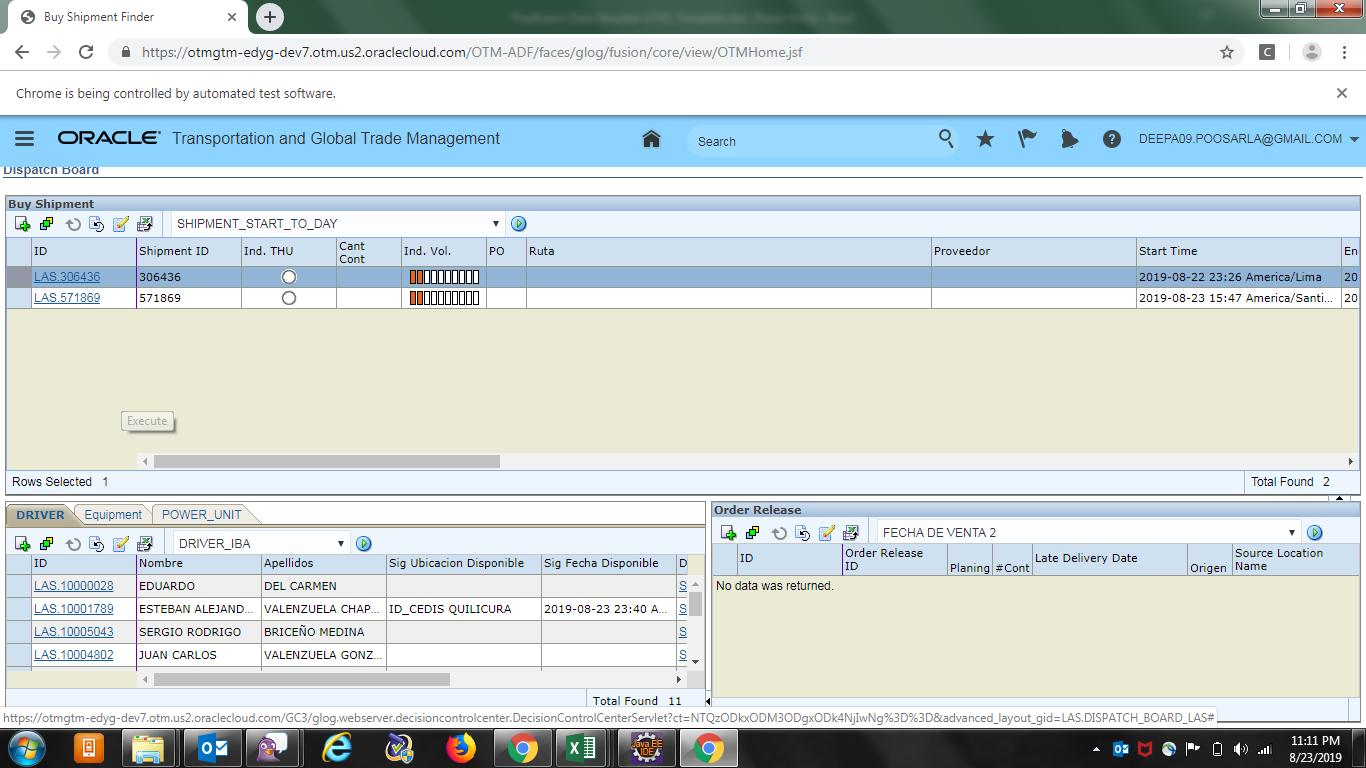 Buy Shipment Finder
https://otmgtm-edyg-dev7.otm.us2.oraclecloud.com/OTM-ADF/faces/glog/fusion/core/view/OTMHome.jsf
C
Chrome is being controlled by automated test software.
ORACLE Transportation and Global Trade Management Search DEEPA09.POOSARLA@GMAIL.COM
Dispatch Board
Buy Shipment
SHIPMENT_START_TO_DAY
ID Shipment ID Ind. THU Cant Cont Ind. Vol. PO Ruta Proveedor Start Time En
LAS.306436 306436 2019-08-22 23:26 America/Lima 20
LAS.571869 571869 2019-08-23 15:47 America/Santi... 20
Execute
Rows Selected 1 Total Found 2
DRIVER Equipment POWER_UNIT
DRIVER_IBA
ID Nombre Apellidos Sig Ubicacion Disponible Sig Fecha Disponible D
LAS.10000028 EDUARDO DEL CARMEN S
LAS.10001789 ESTEBAN ALEJAND... VALENZUELA CHAP... ID_CEDIS QUILICURA 2019-08-23 23:40 A... S
LAS.10005043 SERGIO RODRIGO BRICEÑO MEDINA S
LAS.10004802 JUAN CARLOS VALENZUELA GONZ... S
Total Found 11
Order Release
FECHA DE VENTA 2
ID Order Release ID Planing #Cont Late Delivery Date Origen Source Location Name
No data was returned.
https://otmgtm-edyg-dev7.otm.us2.oraclecloud.com/GC3/glog.webserver.decisioncontrolcenter.DecisionControlCenterServlet?ct=NTQzODkxODM3ODgxODk4NjIwNg%3D%3D&advanced_layout_gid=LAS.DISPATCH_BOARD_LAS#
Java EE
IDE
11:11 PM
8/23/2019